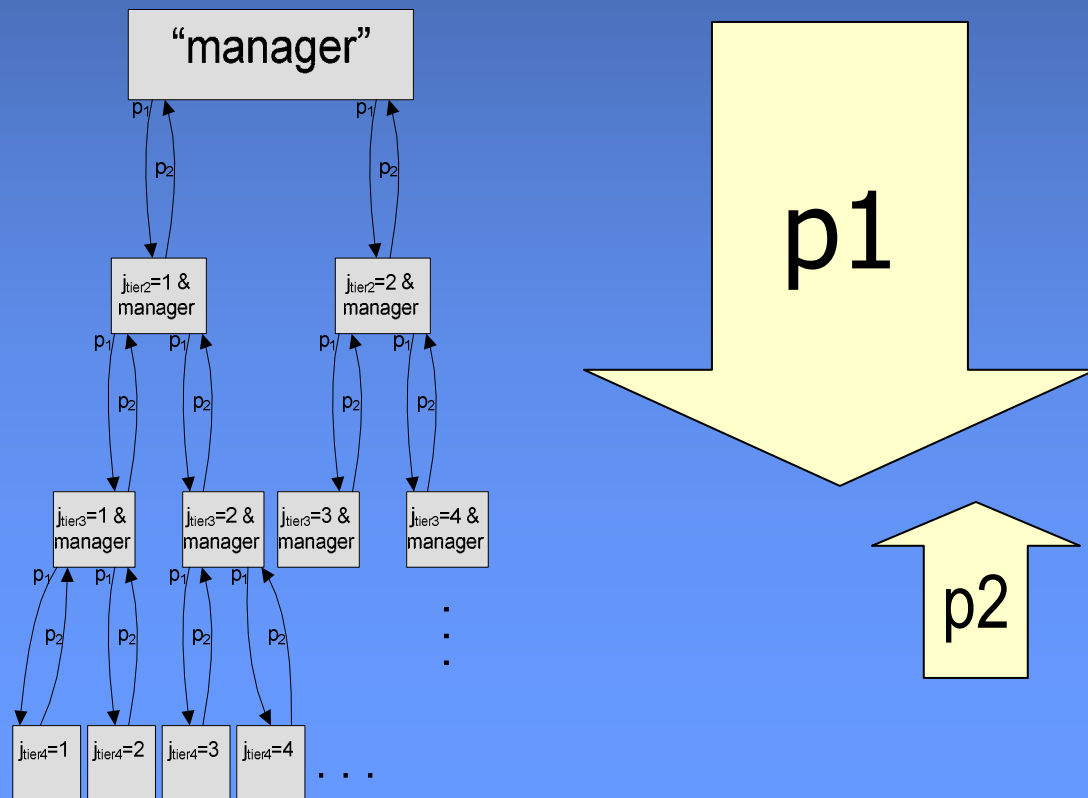 “manager”
p1 p1
p2 p2
p1
jtier2=1 &
manager
jtier2=2 &
manager
p1 p1 p1 p1
p2 p2 p2 p2
jtier3=1 &
manager
jtier3=2 &
manager
jtier3=3 &
manager
jtier3=4 &
manager
p1 p1 p1 p1
p2 p2 p2 p2
p2
jtier4=1
jtier4=2
jtier4=3
jtier4=4
. . .